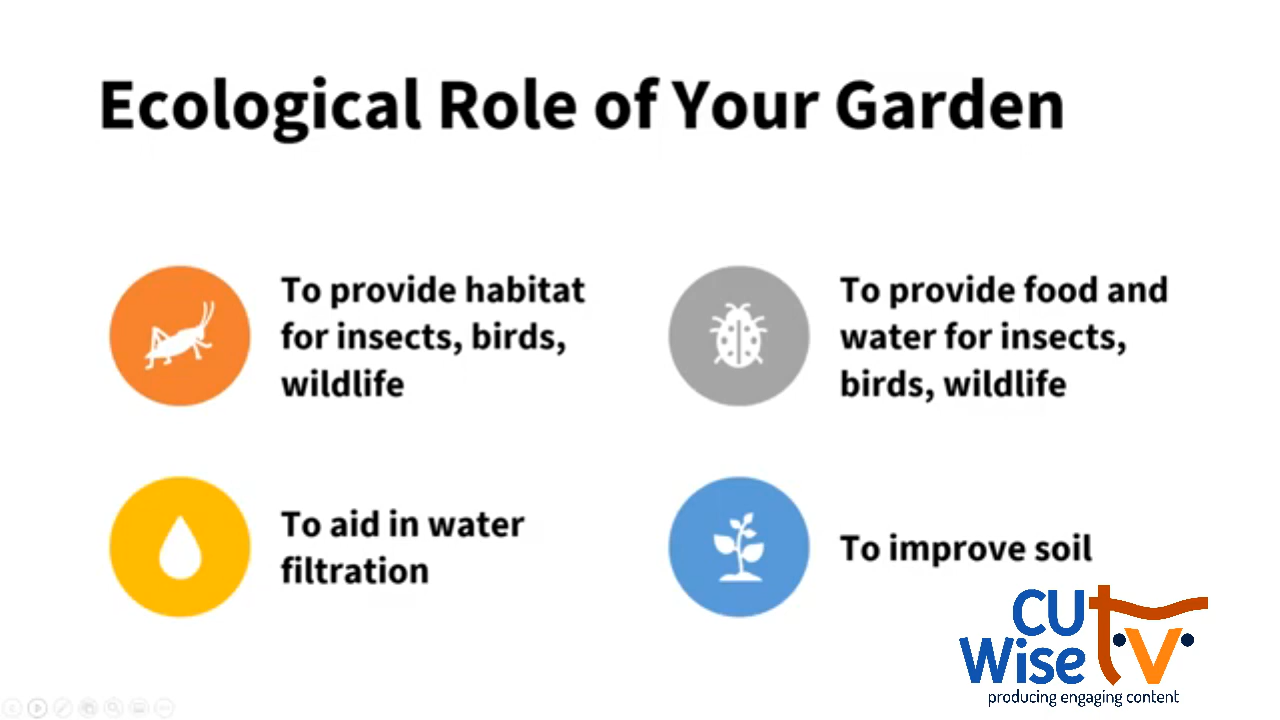 Ecological Role of Your Garden
To provide habitat
for insects, birds,
wildlife
To provide food and
water for insects,
birds, wildlife
To aid in water
filtration
To improve soil
CU
Wise tv
producing engaging content